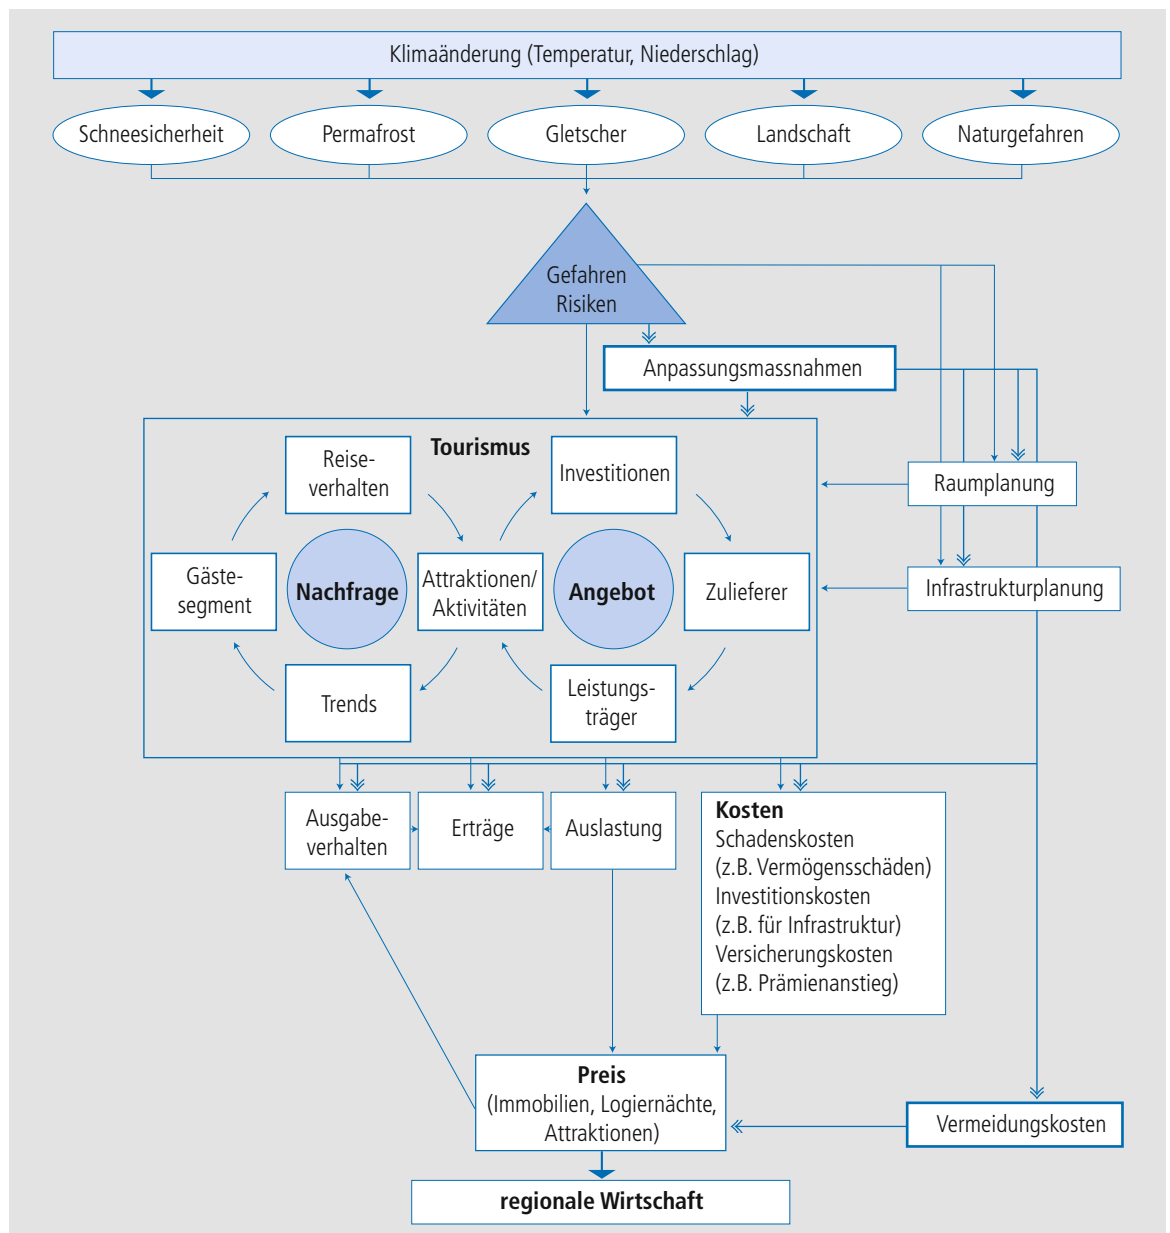 Klimaänderung (Temperatur, Niederschlag)
Schneesicherheit
Permafrost
Gletscher
Landschaft
Naturgefahren
Gefahren
Risiken
Anpassungsmassnahmen
Tourismus
Reise-
verhalten
Investitionen
Raumplanung
Gäste-
segment
Nachfrage
Attraktionen/
Aktivitäten
Angebot
Zulieferer
Infrastrukturplanung
Trends
Leistungs-
träger
Ausgabe-
verhalten
Erträge
Auslastung
Kosten
Schadenskosten
(z.B. Vermögensschäden)
Investitionskosten
(z.B. für Infrastruktur)
Versicherungskosten
(z.B. Prämienanstieg)
Preis
(Immobilien, Logiernächte,
Attraktionen)
Vermeidungskosten
regionale Wirtschaft